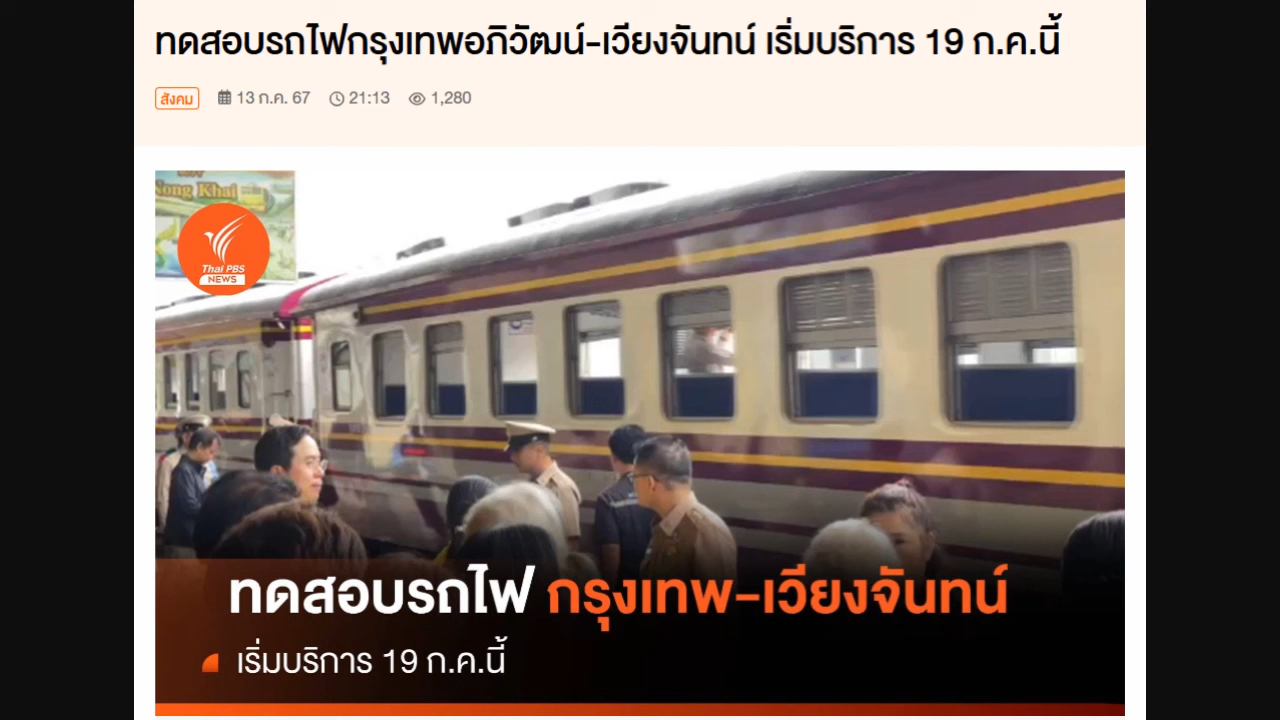 ทดสอบรถไฟกรุงเทพอภิวัฒน์-เวียงจันทน์ เริ่มบริการ 19 ก.ค.นี้
สังคม 13 ก.ค. 67 21:13 1,280
Nong Khai
Thai PBS
NEWS
ทดสอบรถไฟ กรุงเทพ-เวียงจันทน์
เริ่มบริการ 19 ก.ค.นี้